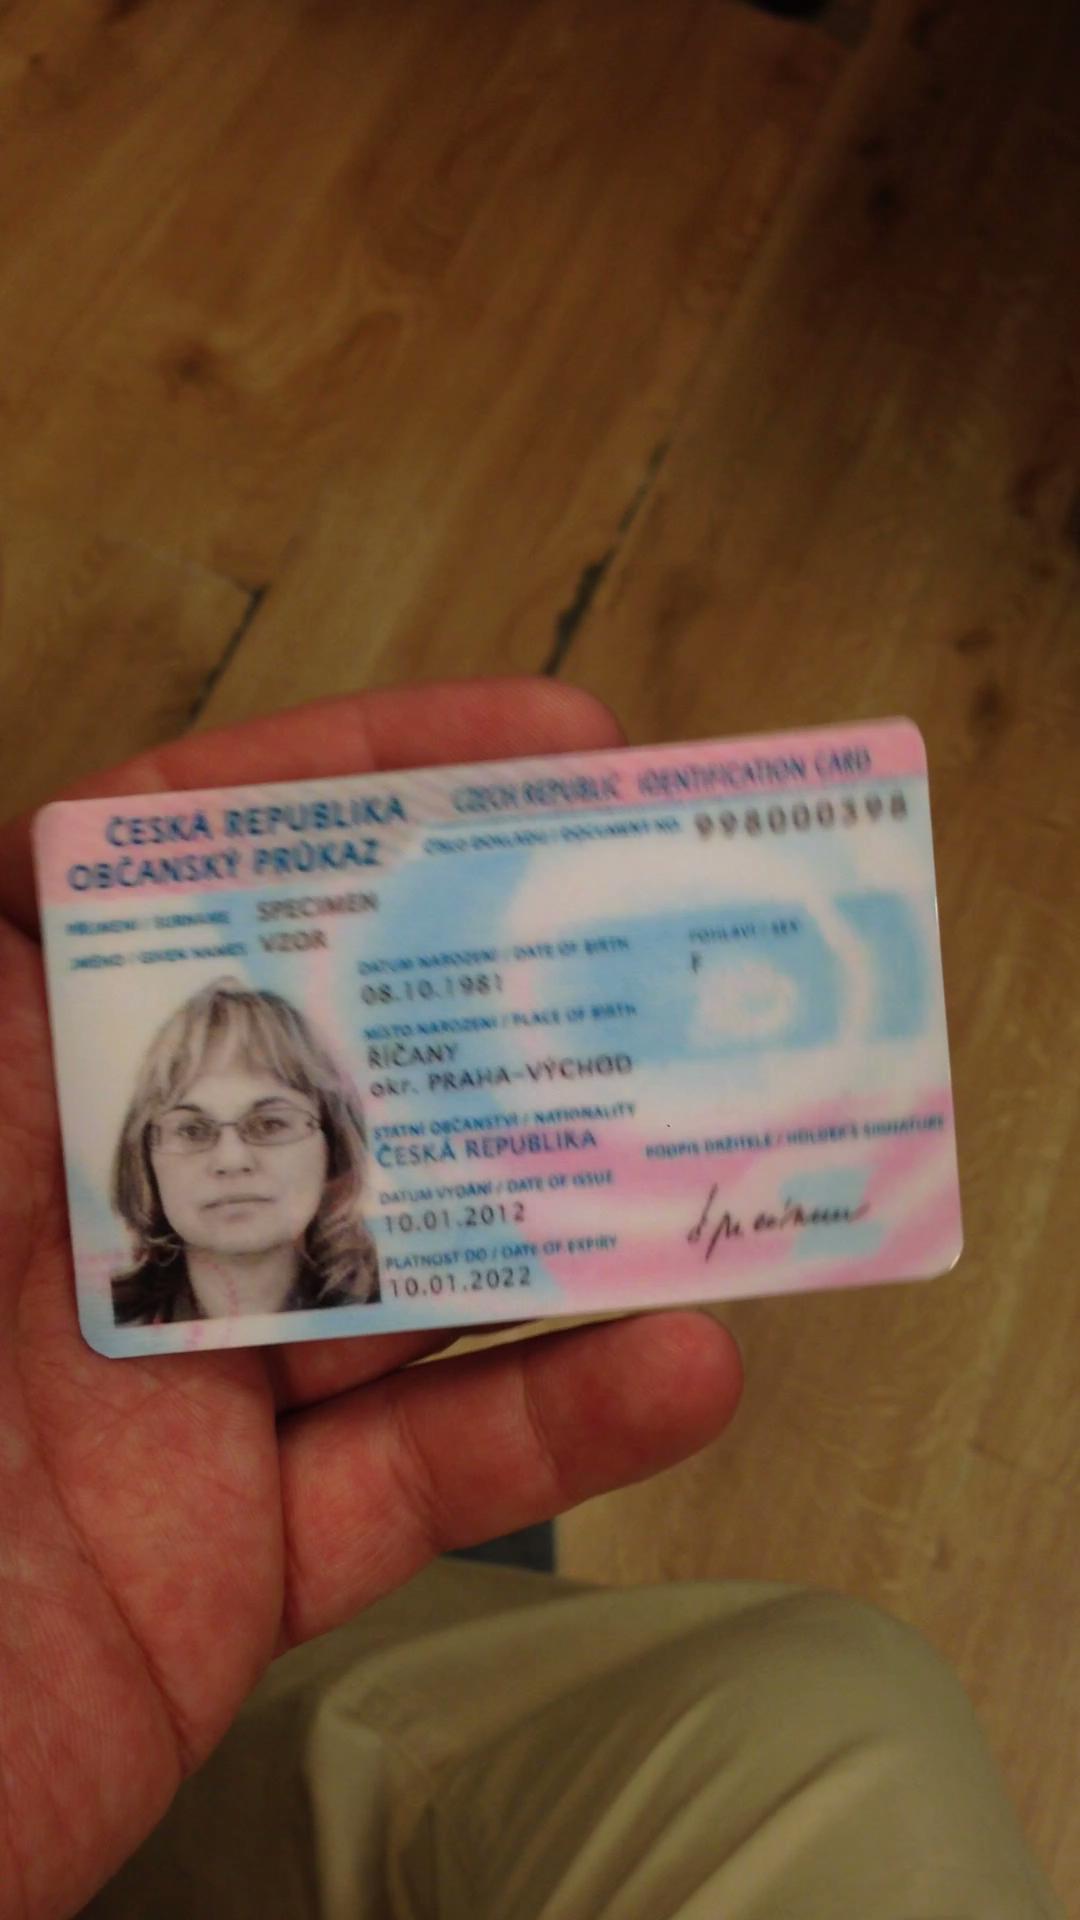 ČESKÁ REPUBLIKA
CZECH REPUBLIC IDENTIFICATION CARD
OBČANSKÝ PRŮKAZ
ČÍSLO DOKLADU / DOCUMENT NO. 998000398
PŘÍJMENÍ / SURNAME SPECIMEN
JMÉNO / GIVEN NAMES VZOR
DATUM NAROZENÍ / DATE OF BIRTH
08.10.1981
POHLAVÍ / SEX
F
MÍSTO NAROZENÍ / PLACE OF BIRTH
ŘÍČANY
okr. PRAHA-VÝCHOD
STÁTNÍ OBČANSTVÍ / NATIONALITY
ČESKÁ REPUBLIKA
PODPIS DRŽITELE / HOLDER'S SIGNATURE
Specimen
DATUM VYDÁNÍ / DATE OF ISSUE
10.01.2012
PLATNOST DO / DATE OF EXPIRY
10.01.2022